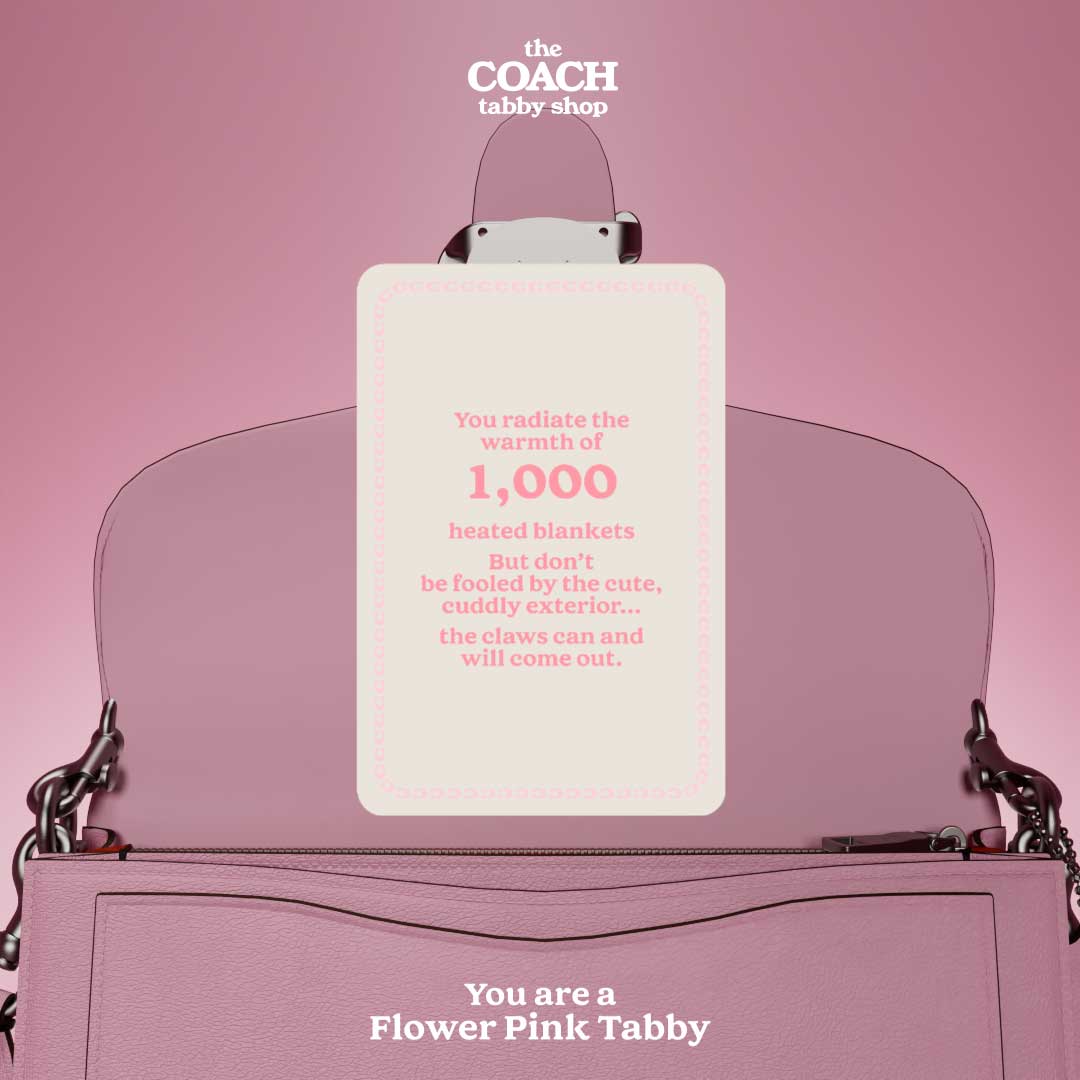 the
COACH
tabby shop
You radiate the
warmth of
1,000
heated blankets
But don’t
be fooled by the cute,
cuddly exterior...
the claws can and
will come out.
You are a
Flower Pink Tabby